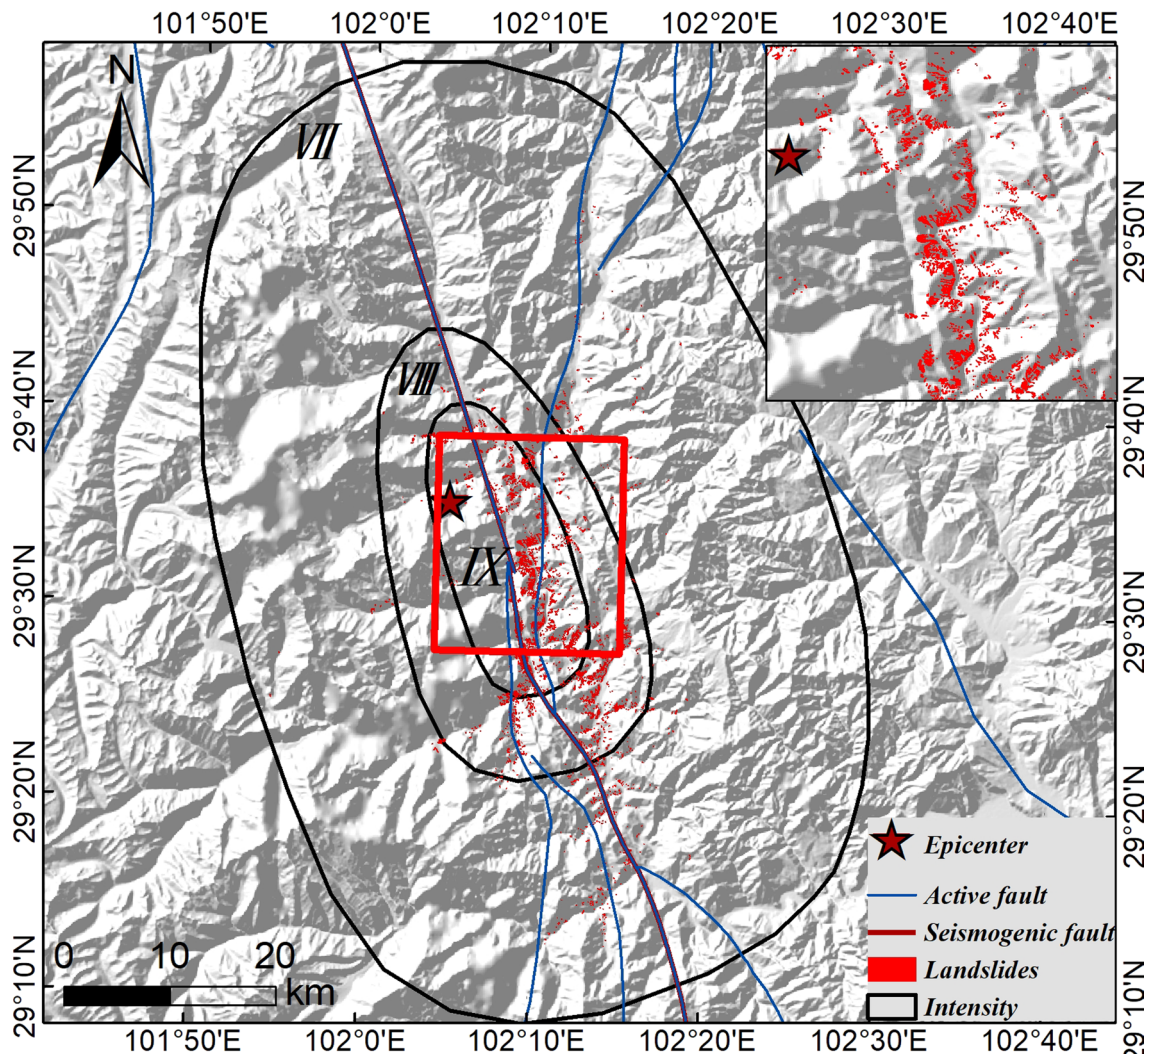 101°50'E 102°0'E 102°10'E 102°20'E 102°30'E 102°40'E
N
VII
29°50'N
29°50'N
VIII
29°40'N
29°40'N
IX
29°30'N
29°30'N
29°20'N
29°20'N
Epicenter
Active fault
Seismogenic fault
Landslides
Intensity
0 10 20
km
29°10'N
29°10'N
101°50'E 102°0'E 102°10'E 102°20'E 102°30'E 102°40'E